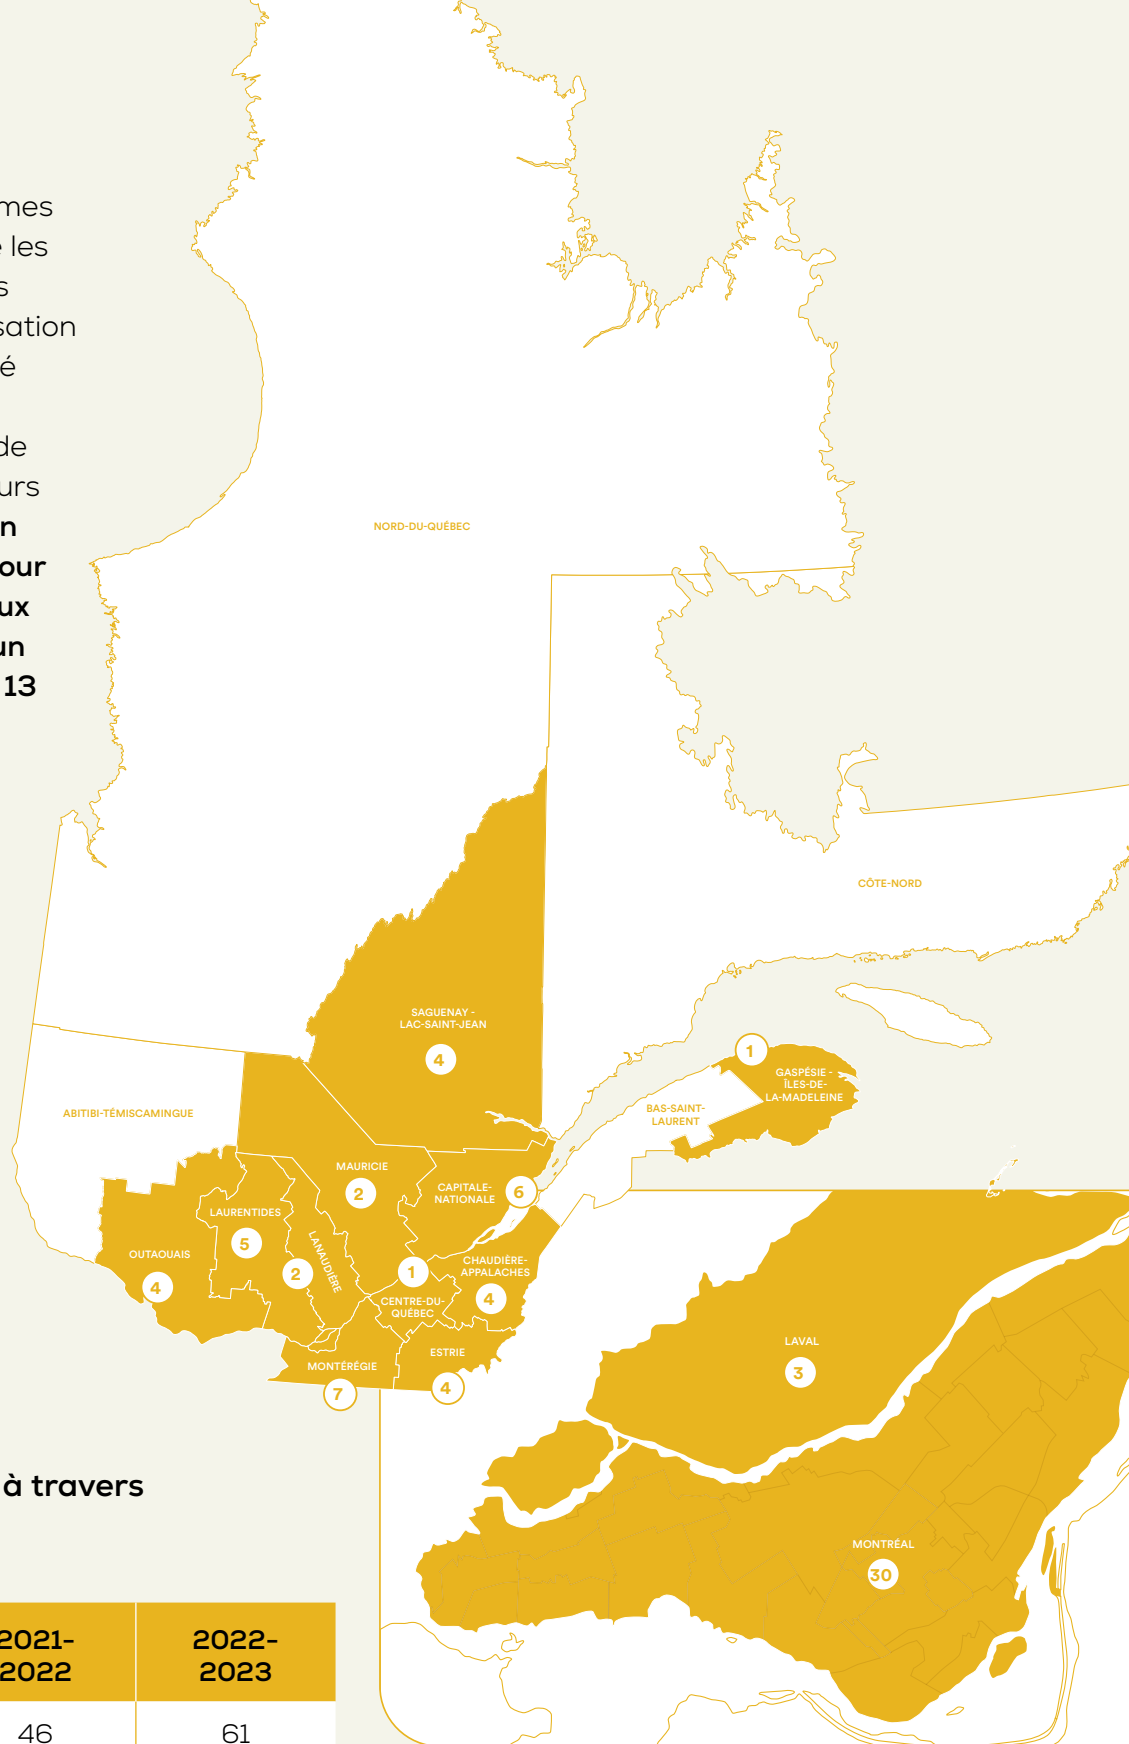 mes
les
s
sation
é
de
urs
n
our
ux
un
13
NORD-DU-QUÉBEC
CÔTE-NORD
SAGUENAY -
LAC-SAINT-JEAN
4
1
GASPÉSIE -
ÎLES-DE-
LA-MADELEINE
BAS-SAINT-
LAURENT
ABITIBI-TÉMISCAMINGUE
MAURICIE
2
CAPITALE-
NATIONALE
6
LAURENTIDES
5
OUTAOUAIS
4
LANAUDIÈRE
2
1
CENTRE-DU-
QUÉBEC
CHAUDIÈRE-
APPALACHES
4
MONTÉRÉGIE
7
ESTRIE
4
LAVAL
3
MONTRÉAL
30
à travers
2021-
2022
2022-
2023
46
61